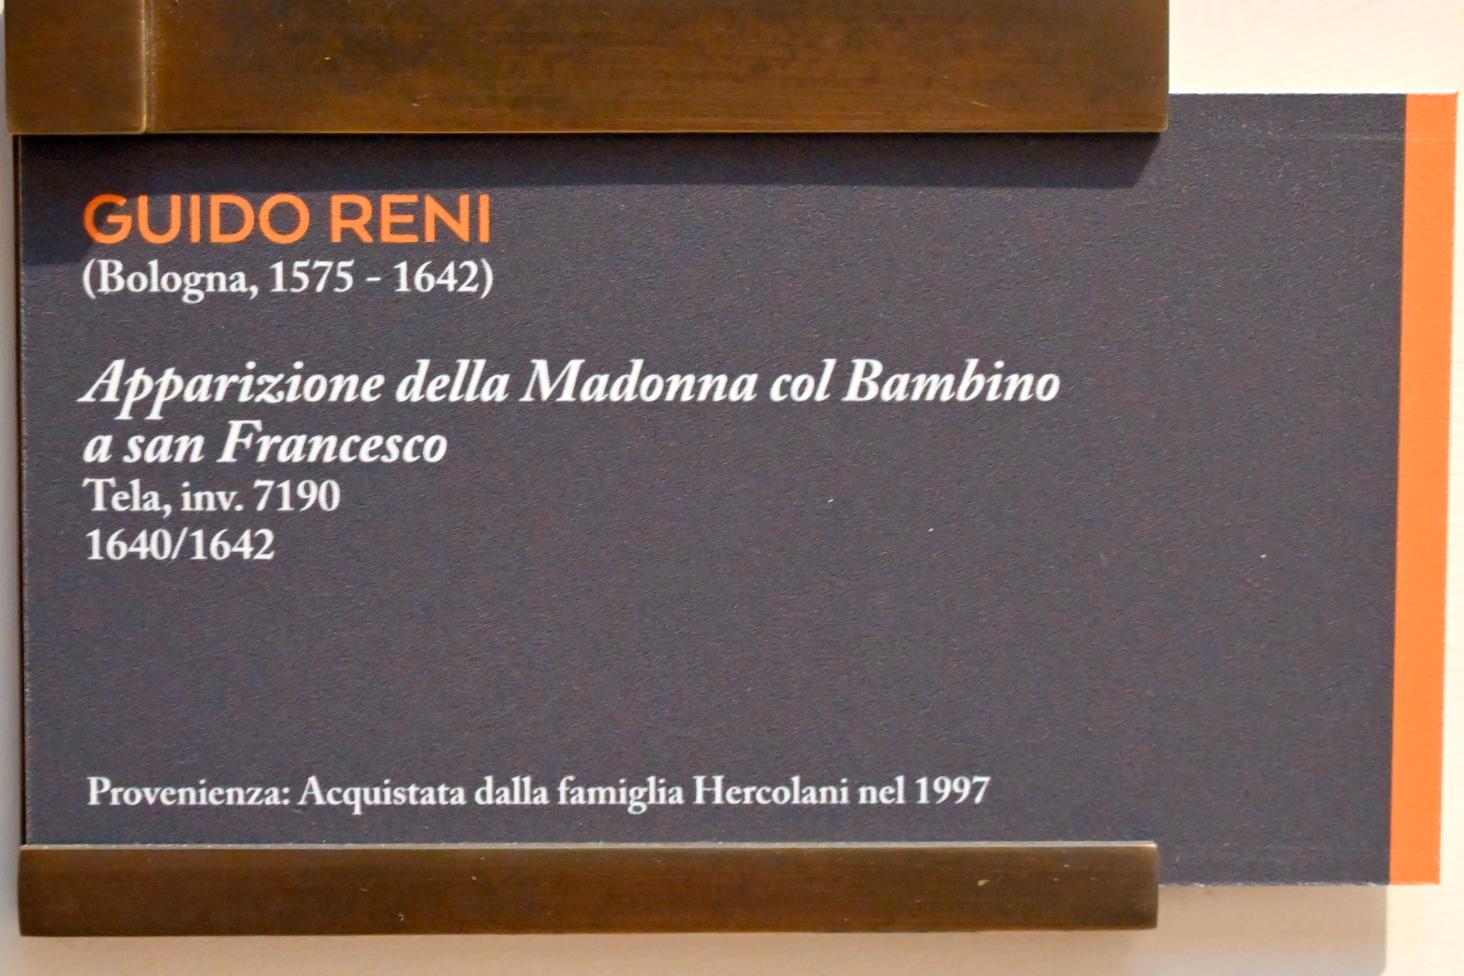 GUIDO RENI
(Bologna, 1575 - 1642)
Apparizione della Madonna col Bambino
a san Francesco
Tela, inv. 7190
1640/1642
Provenienza: Acquistata dalla famiglia Hercolani nel 1997